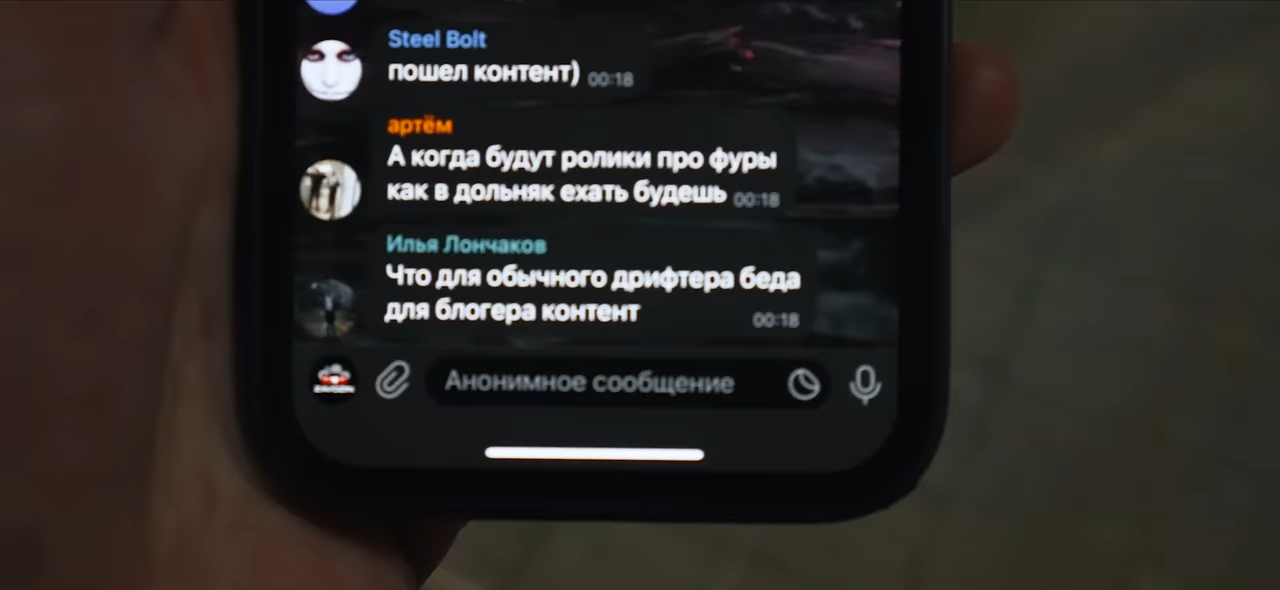 Steel Bolt
пошел контент) 00:18
артём
А когда будут ролики про фуры
как в дольняк ехать будешь 00:18
Илья Лончаков
Что для обычного дрифтера беда
для блогера контент 00:18
Анонимное сообщение